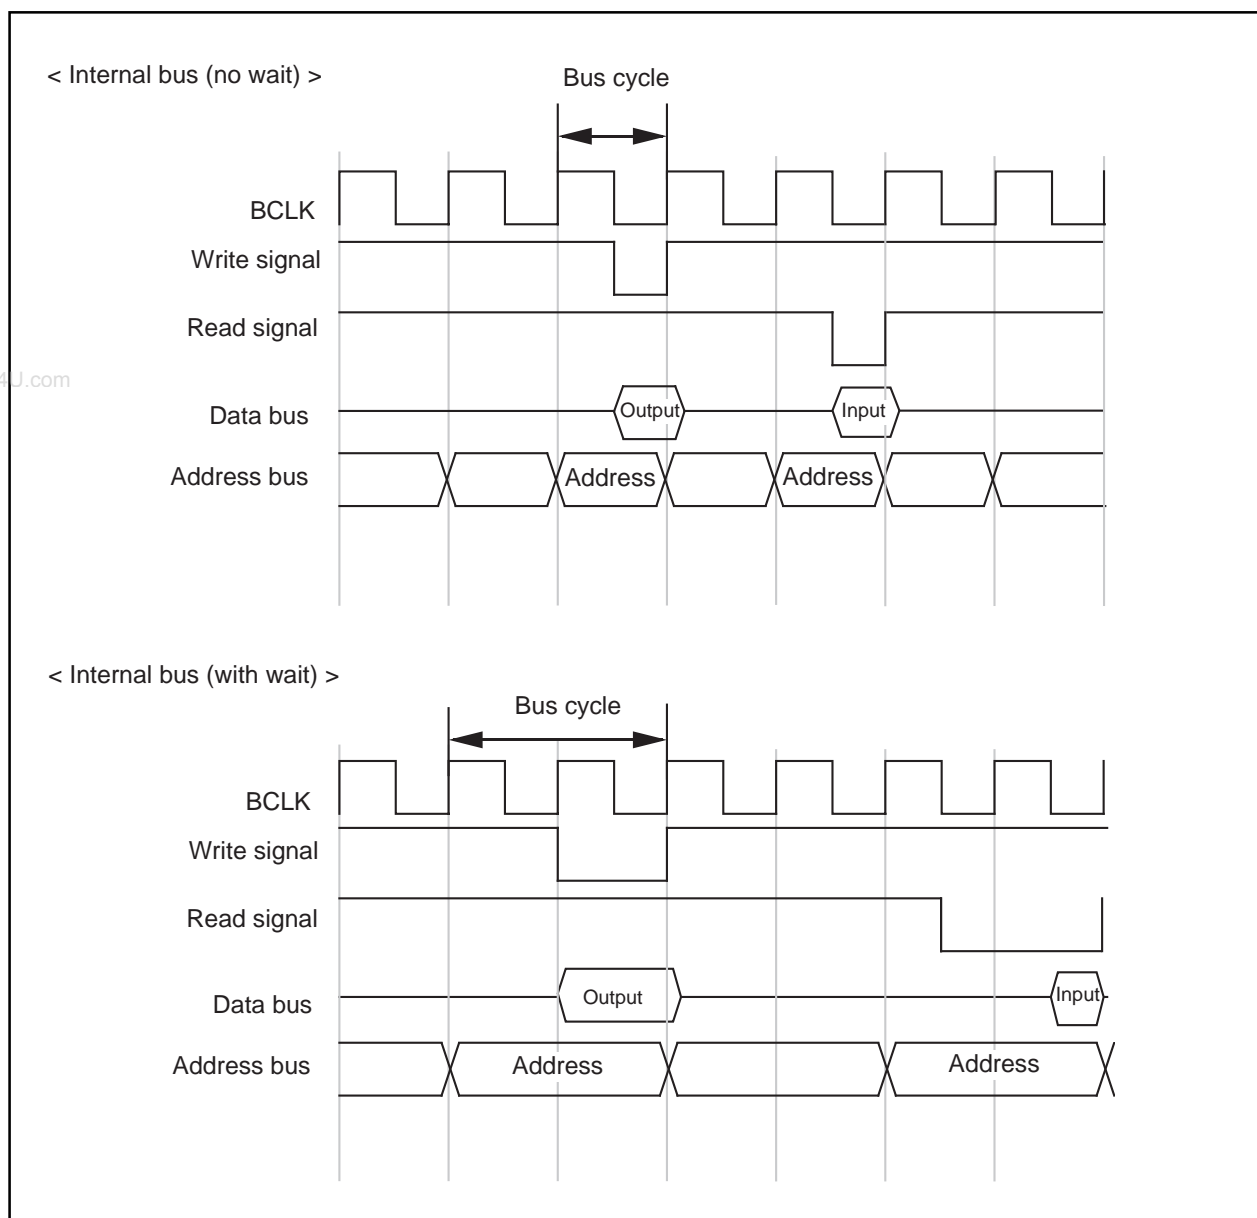 < Internal bus (no wait) >
Bus cycle
BCLK
Write signal
Read signal
4U.com
Data bus
Output
Input
Address bus
Address
Address
< Internal bus (with wait) >
Bus cycle
BCLK
Write signal
Read signal
Data bus
Output
Input
Address bus
Address
Address